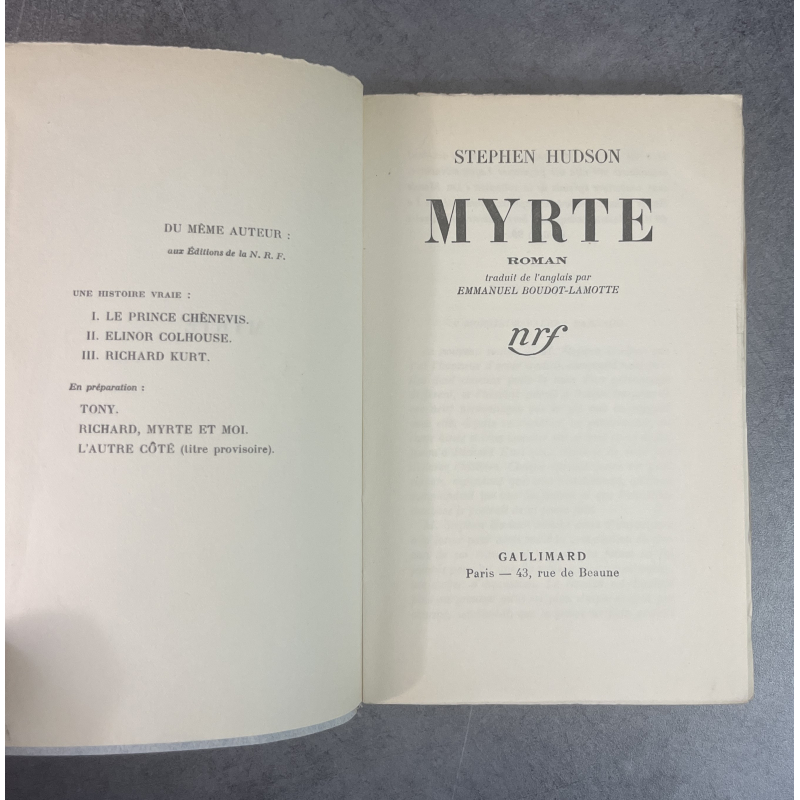 DU MÊME AUTEUR :
aux Éditions de la N. R. F.
UNE HISTOIRE VRAIE :
I. LE PRINCE CHÊNEVIS.
II. ELINOR COLHOUSE.
III. RICHARD KURT.
En préparation :
TONY.
RICHARD, MYRTE ET MOI.
L'AUTRE CÔTÉ (titre provisoire).
STEPHEN HUDSON
MYRTE
ROMAN
traduit de l'anglais par
EMMANUEL BOUDOT-LAMOTTE
nrf
GALLIMARD
Paris — 43, rue de Beaune